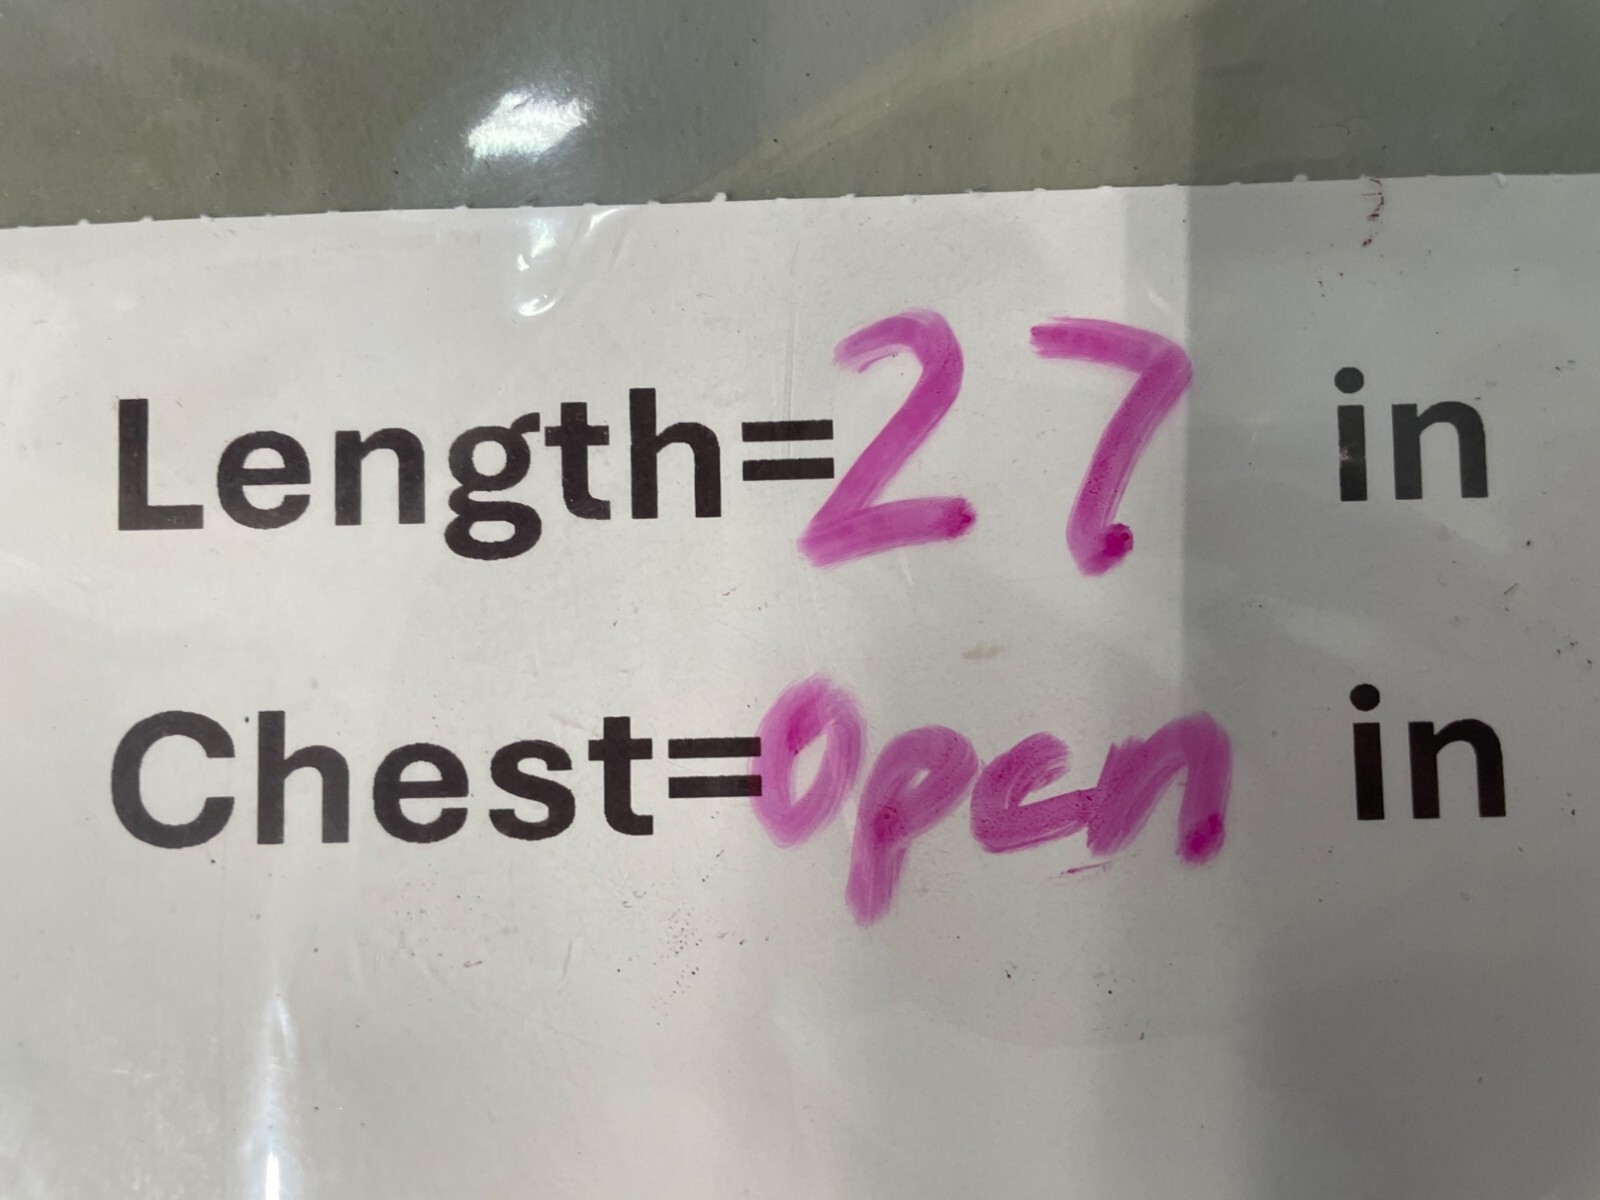 Length=27 in
Chest=Open in